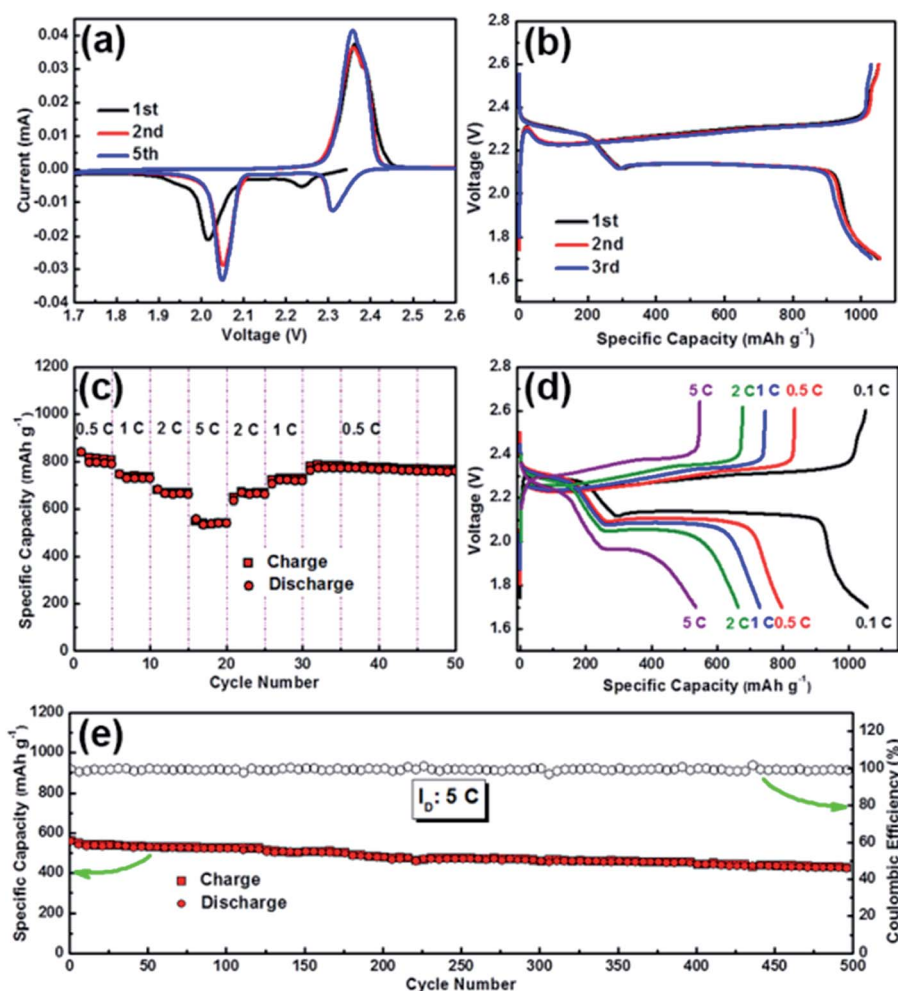 (a)
0.04
0.03
0.02
0.01
0.00
-0.01
-0.02
-0.03
-0.04
Current (mA)
1st
2nd
5th
1.7 1.8 1.9 2.0 2.1 2.2 2.3 2.4 2.5 2.6
Voltage (V)
(b)
2.8
2.6
2.4
2.2
2.0
1.8
1.6
Voltage (V)
1st
2nd
3rd
0 200 400 600 800 1000
Specific Capacity (mAh g⁻¹)
(c)
1200
1000
800
600
400
200
0
Specific Capacity (mAh g⁻¹)
0.5 C 1 C 2 C 5 C 2 C 1 C 0.5 C
Charge
Discharge
0 10 20 30 40 50
Cycle Number
(d)
2.8
2.6
2.4
2.2
2.0
1.8
1.6
Voltage (V)
5 C 2 C 1 C 0.5 C 0.1 C
5 C 2 C 1 C 0.5 C 0.1 C
0 200 400 600 800 1000
Specific Capacity (mAh g⁻¹)
(e)
1200
1000
800
600
400
200
0
Specific Capacity (mAh g⁻¹)
I_D: 5 C
Charge
Discharge
120
100
80
60
40
20
0
Coulombic Efficiency (%)
0 50 100 150 200 250 300 350 400 450 500
Cycle Number